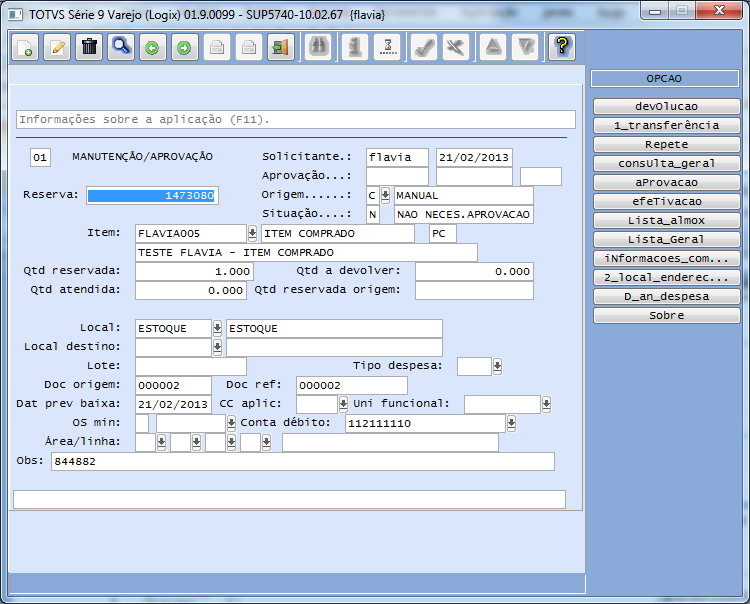 TOTVS Série 9 Varejo (Logix) 01.9.0099 - SUP5740-10.02.67 {flavia}
OPCAO
Informações sobre a aplicação (F11).
01 MANUTENÇÃO/APROVAÇÃO Solicitante.: flavia 21/02/2013
Aprovação...:
Reserva: 1473080 Origem......: C MANUAL
Situação....: N NAO NECES.APROVACAO
Item: FLAVIA005 ITEM COMPRADO PC
TESTE FLAVIA - ITEM COMPRADO
Qtd reservada: 1.000 Qtd a devolver: 0.000
Qtd atendida: 0.000 Qtd reservada origem:
Local: ESTOQUE ESTOQUE
Local destino:
Lote: Tipo despesa:
Doc origem: 000002 Doc ref: 000002
Dat prev baixa: 21/02/2013 CC aplic: Uni funcional:
OS min: Conta débito: 112111110
Área/linha:
Obs: 844882
devOlucao
1_transferência
Repete
consUlta_geral
aProvacao
efeTivacao
Lista_almox
Lista_Geral
iNformacoes_com...
2_local_enderec...
D_an_despesa
Sobre